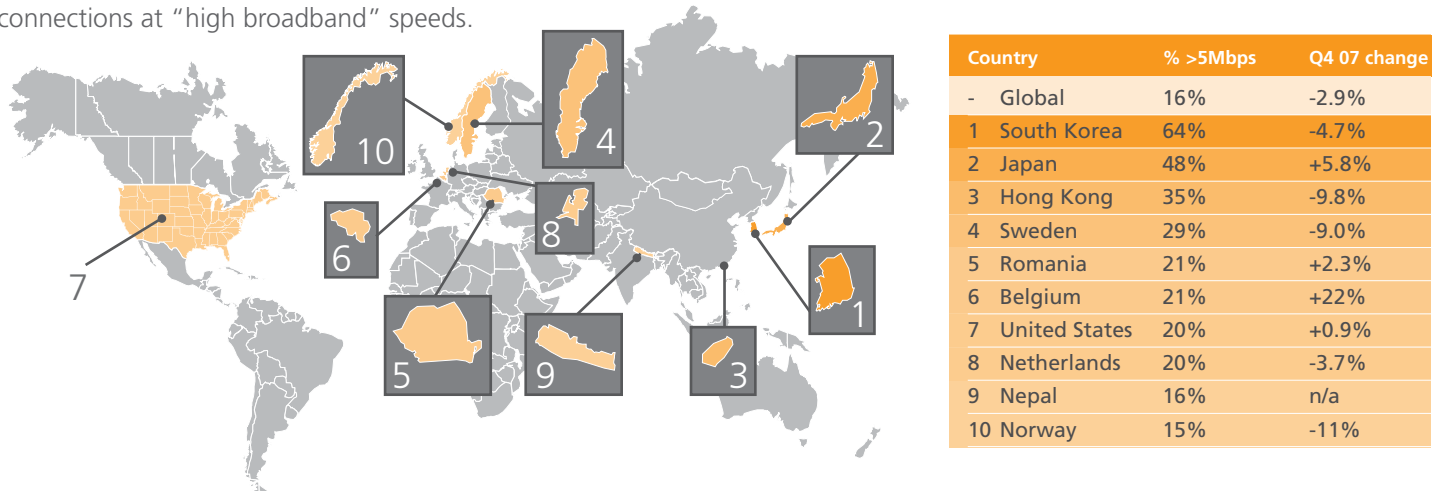 connections at “high broadband” speeds.
10
4
2
6
8
7
5
9
3
1
Country % >5Mbps Q4 07 change
- Global 16% -2.9%
1 South Korea 64% -4.7%
2 Japan 48% +5.8%
3 Hong Kong 35% -9.8%
4 Sweden 29% -9.0%
5 Romania 21% +2.3%
6 Belgium 21% +22%
7 United States 20% +0.9%
8 Netherlands 20% -3.7%
9 Nepal 16% n/a
10 Norway 15% -11%